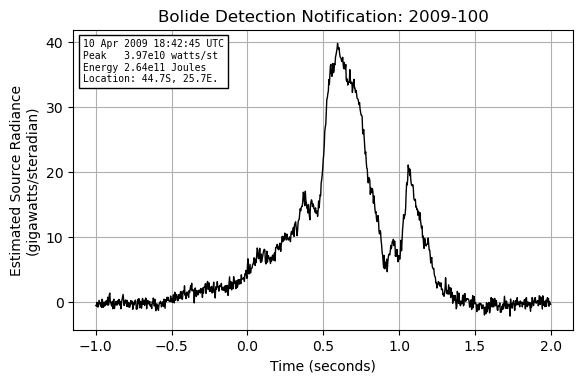 Bolide Detection Notification: 2009-100
10 Apr 2009 18:42:45 UTC
Peak   3.97e10 watts/st
Energy 2.64e11 Joules
Location: 44.7S, 25.7E.
Estimated Source Radiance
(gigawatts/steradian)
40
30
20
10
0
−1.0 −0.5 0.0 0.5 1.0 1.5 2.0
Time (seconds)